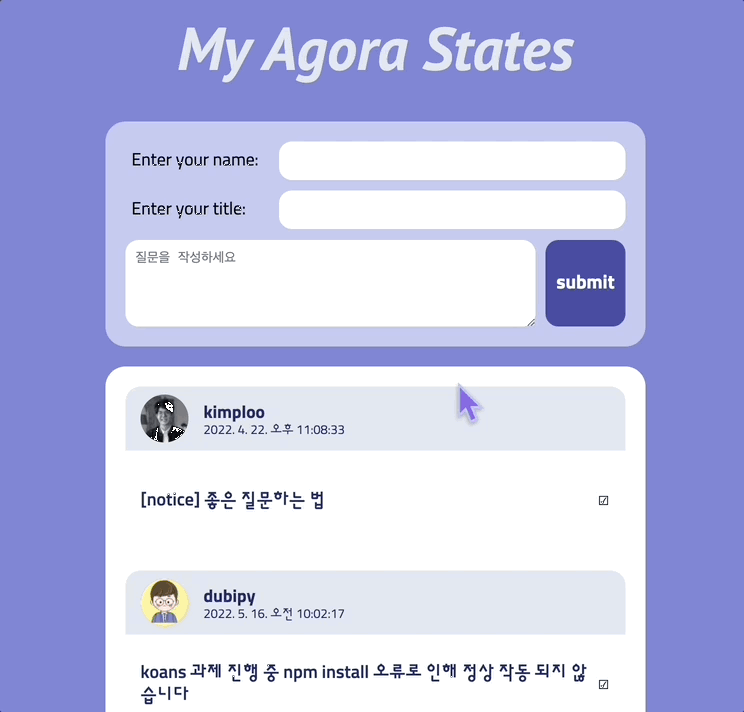 My Agora States
Enter your name:
Enter your title:
질문을 작성하세요
submit
kimploo
2022. 4. 22. 오후 11:08:33
[notice] 좋은 질문하는 법
☑
dubipy
2022. 5. 16. 오전 10:02:17
koans 과제 진행 중 npm install 오류로 인해 정상 작동 되지 않
습니다
☑